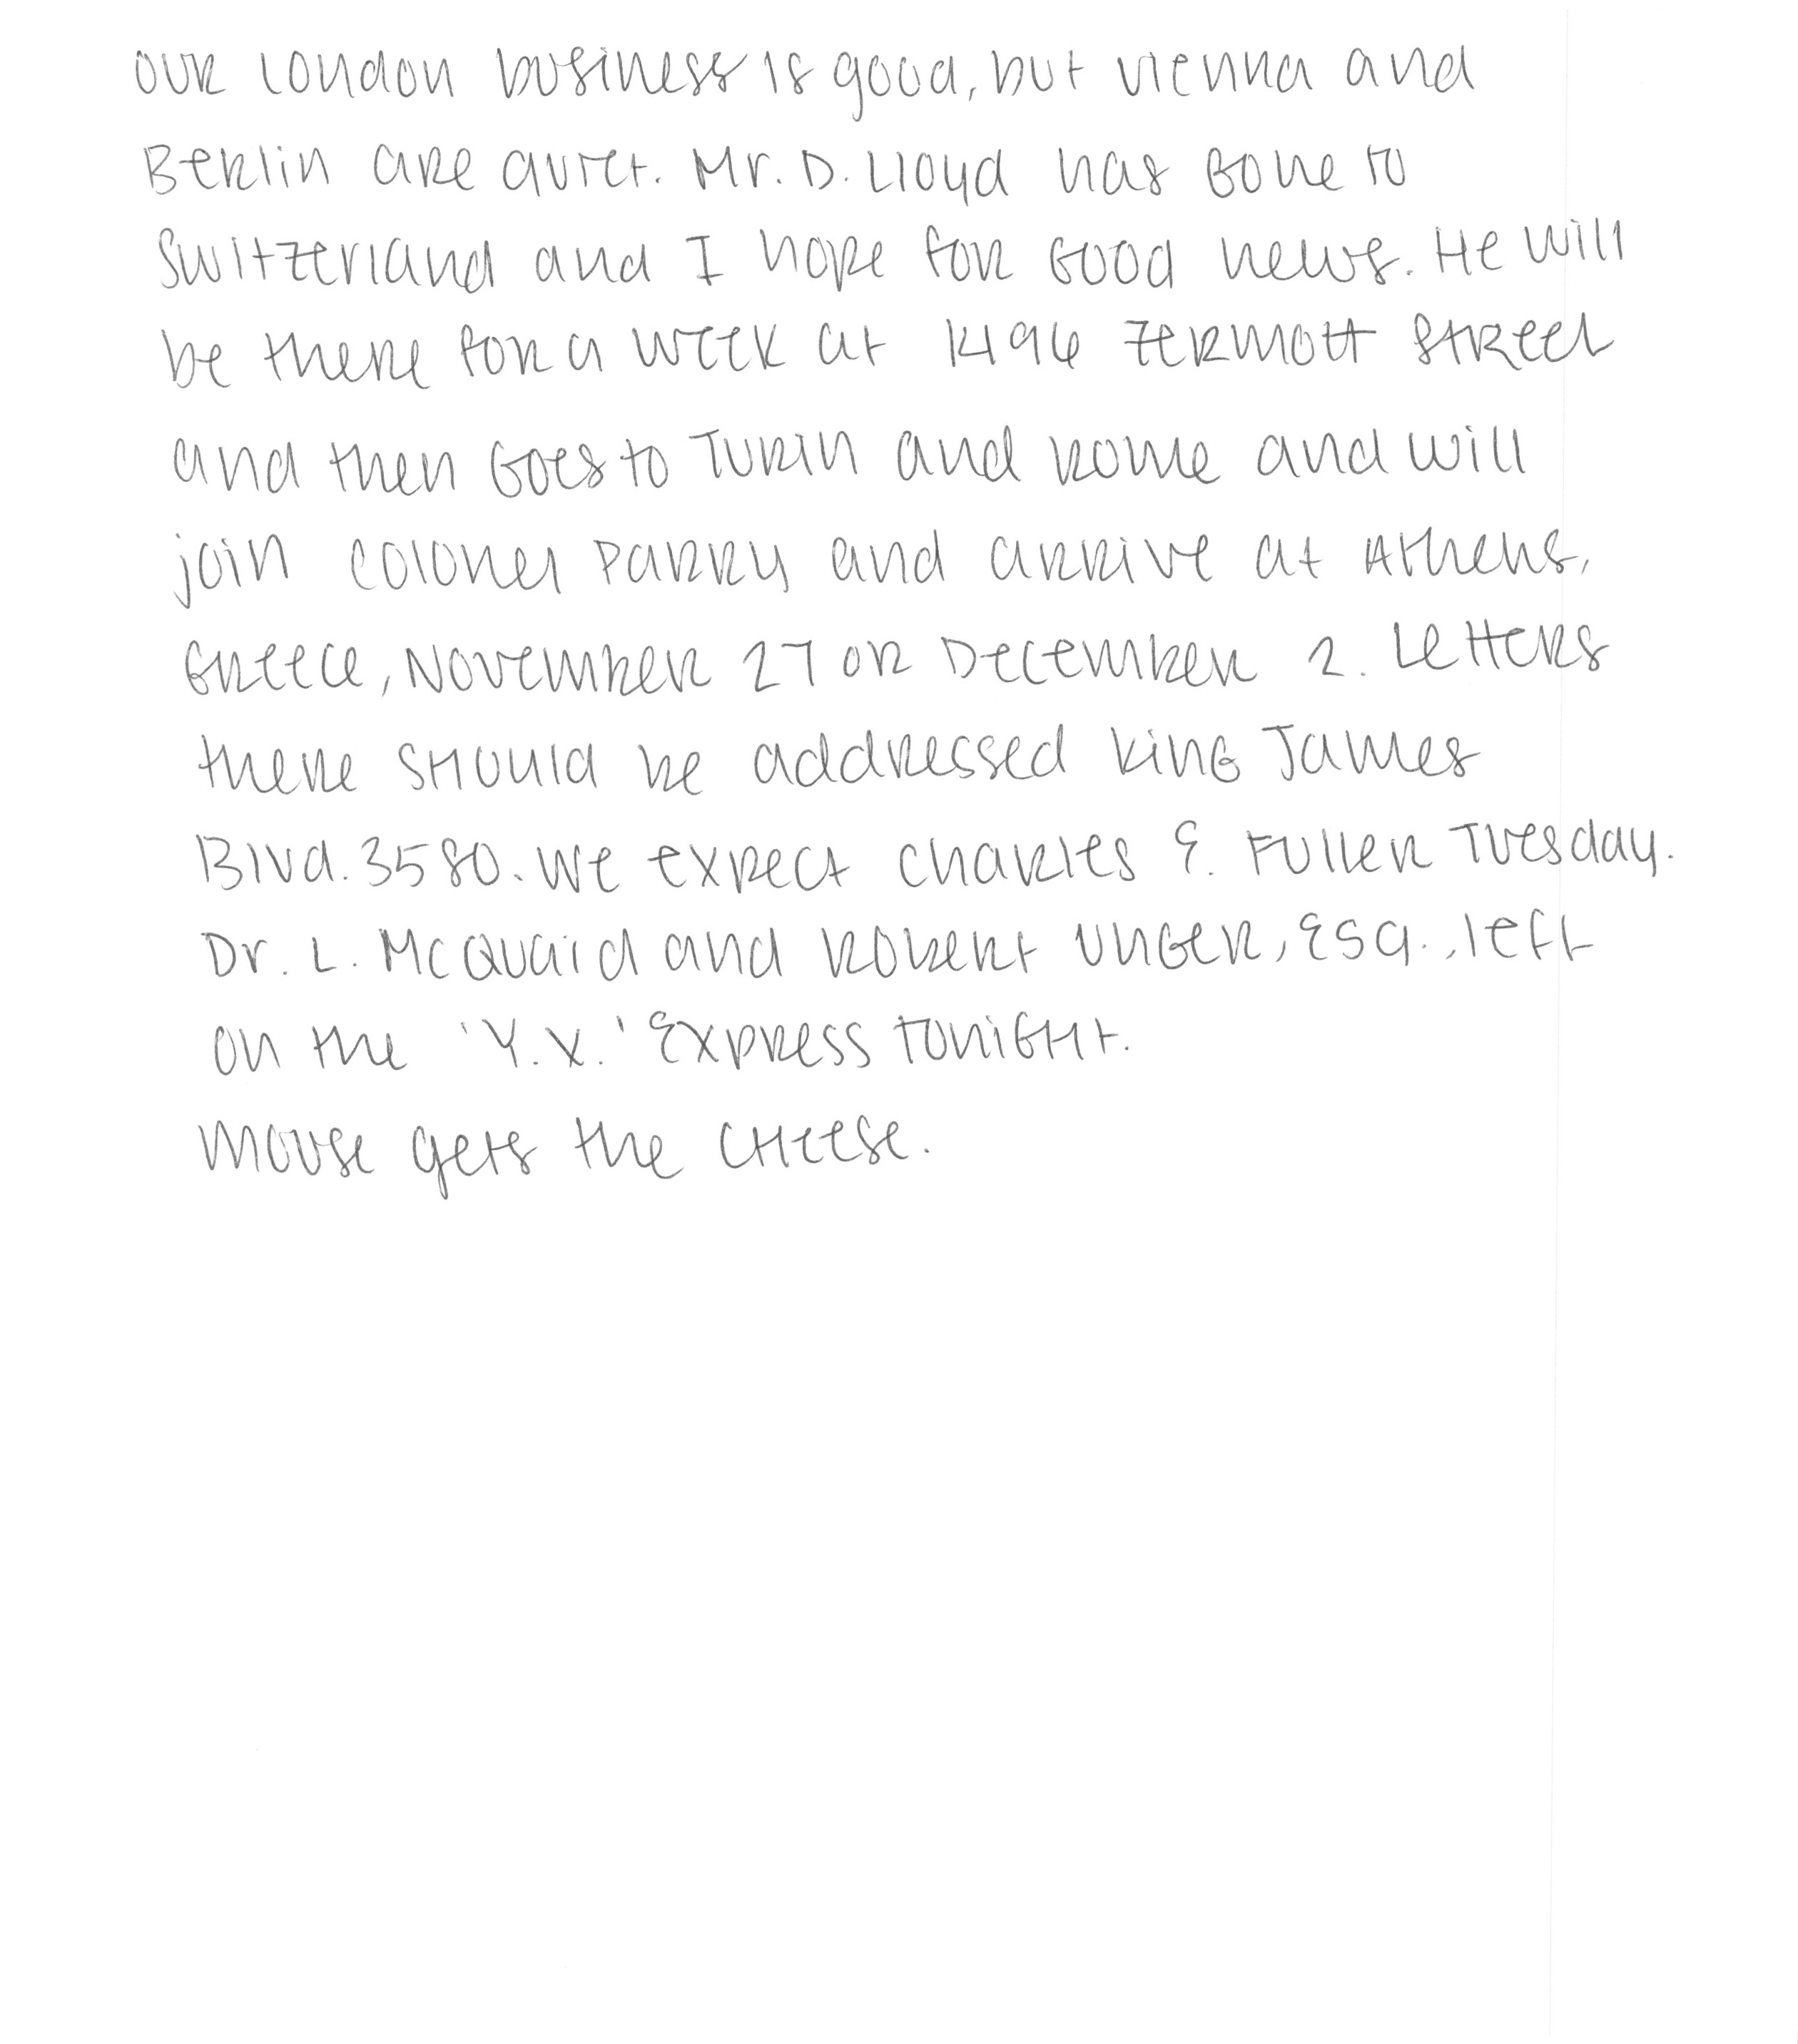 our London business is good, but Vienna and
Berlin are quiet. Mr. D. Lloyd has gone to
Switzerland and I hope for good news. He will
be there for a week at 1496 Zermott Street
and then goes to Turin and Rome and will
join Colonel Parry and arrive at Athens,
Greece, November 27 or December 2. Letters
there should be addressed King James
Blvd. 3580. We expect Charles E. Fuller Tuesday.
Dr. L. McQuaid and Robert Unger, Esq., left
on the 'Y.X.' Express tonight.
mouse gets the cheese.